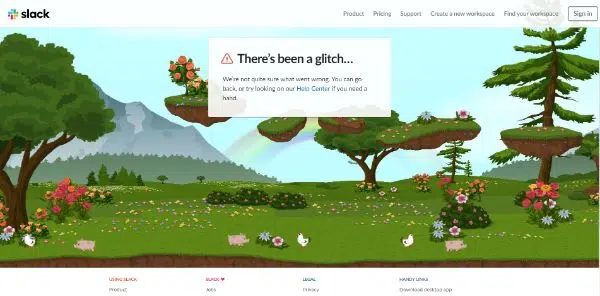 slack
Product Pricing Support Create a new workspace Find your workspace Sign in
There's been a glitch…
We're not quite sure what went wrong. You can go
back, or try looking on our Help Center if you need a
hand.
USING SLACK SLACK ♥ LEGAL HANDY LINKS
Product Jobs Privacy Download desktop app